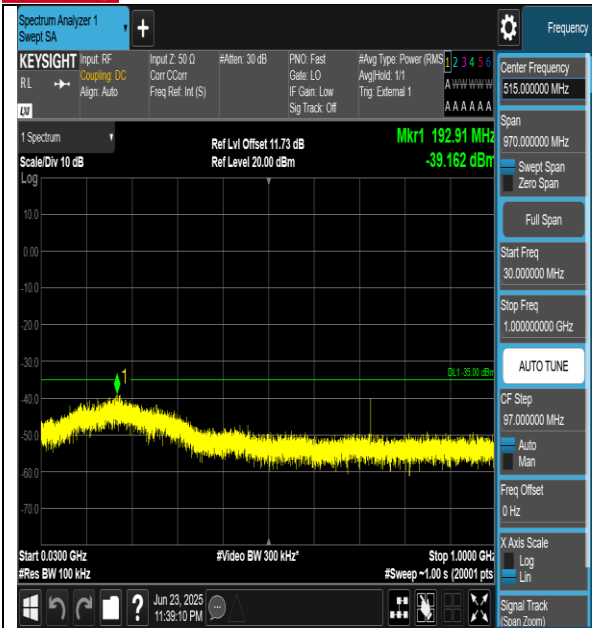 Spectrum Analyzer 1
Swept SA
Frequency
KEYSIGHT
RL
LXI
Input: RF
Coupling: DC
Align: Auto
Input Z: 50 Ω
Corr CCorr
Freq Ref: Int (S)
#Atten: 30 dB
PNO: Fast
Gate: LO
IF Gain: Low
Sig Track: Off
#Avg Type: Power (RMS
Avg|Hold: 1/1
Trig: External 1
1 2 3 4 5 6
A W W W W W
A A A A A A
1 Spectrum
Scale/Div 10 dB
Log
Ref Lvl Offset 11.73 dB
Ref Level 20.00 dBm
Mkr1 192.91 MHz
-39.162 dBm
10.0
0.00
-10.0
-20.0
-30.0
-40.0
-50.0
-60.0
-70.0
1
DL1 -35.00 dBm
Start 0.0300 GHz
#Res BW 100 kHz
#Video BW 300 kHz*
Stop 1.0000 GHz
#Sweep ~1.00 s (20001 pts
Jun 23, 2025
11:39:10 PM
Center Frequency
515.000000 MHz
Span
970.000000 MHz
Swept Span
Zero Span
Full Span
Start Freq
30.000000 MHz
Stop Freq
1.000000000 GHz
AUTO TUNE
CF Step
97.000000 MHz
Auto
Man
Freq Offset
0 Hz
X Axis Scale
Log
Lin
Signal Track
(Span Zoom)